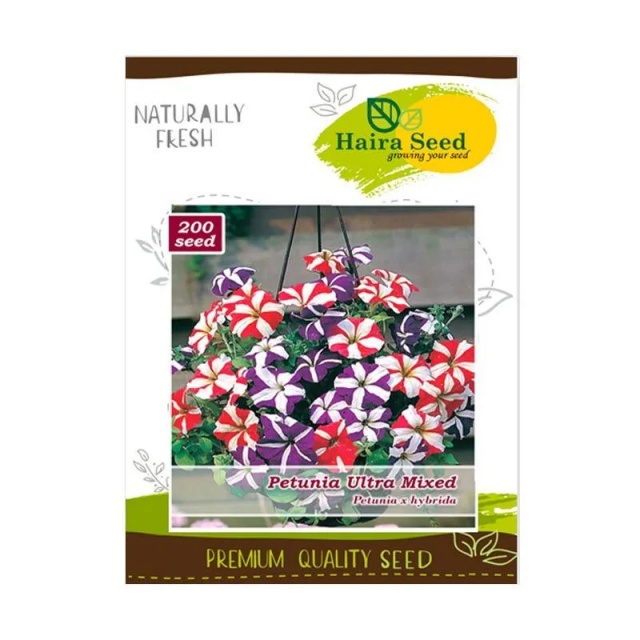 NATURALLY
FRESH
Haira Seed
growing your seed
200
seed
Petunia Ultra Mixed
Petunia x hybrida
PREMIUM QUALITY SEED